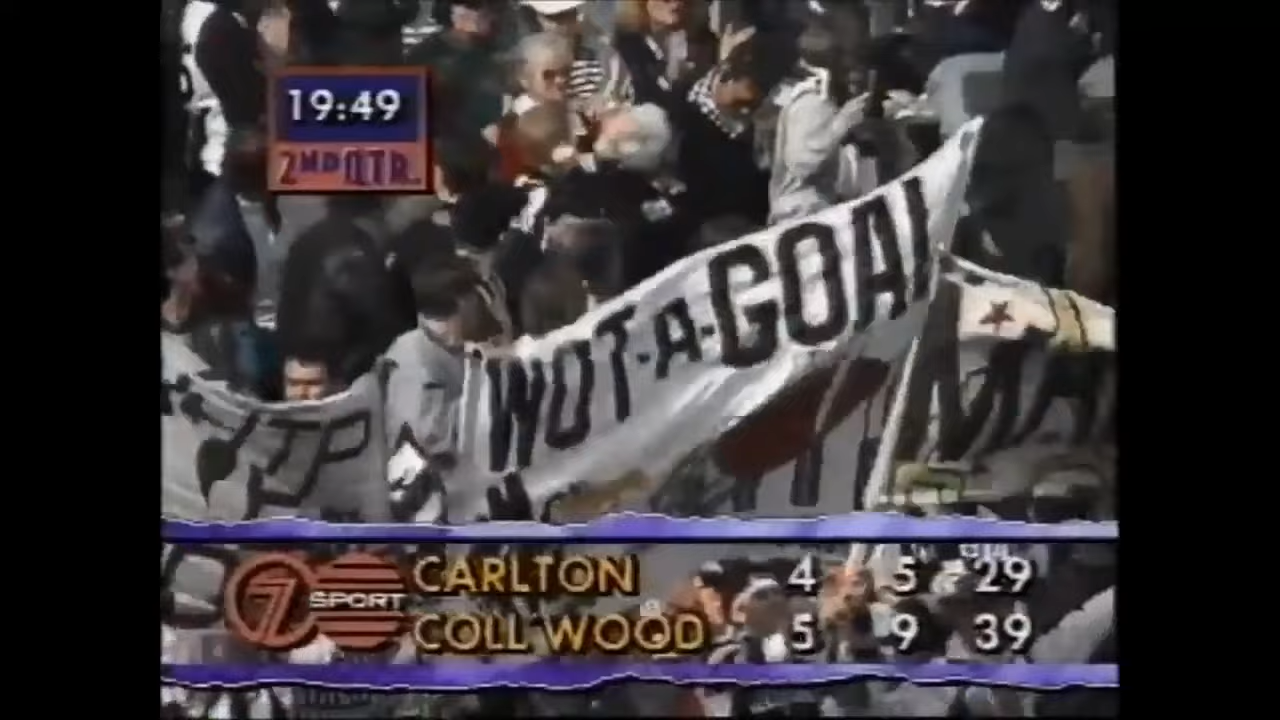 19:49
2ND QTR.
WOT-A-GOAL
7 SPORT
CARLTON 4 5 29
COLL'WOOD 5 9 39